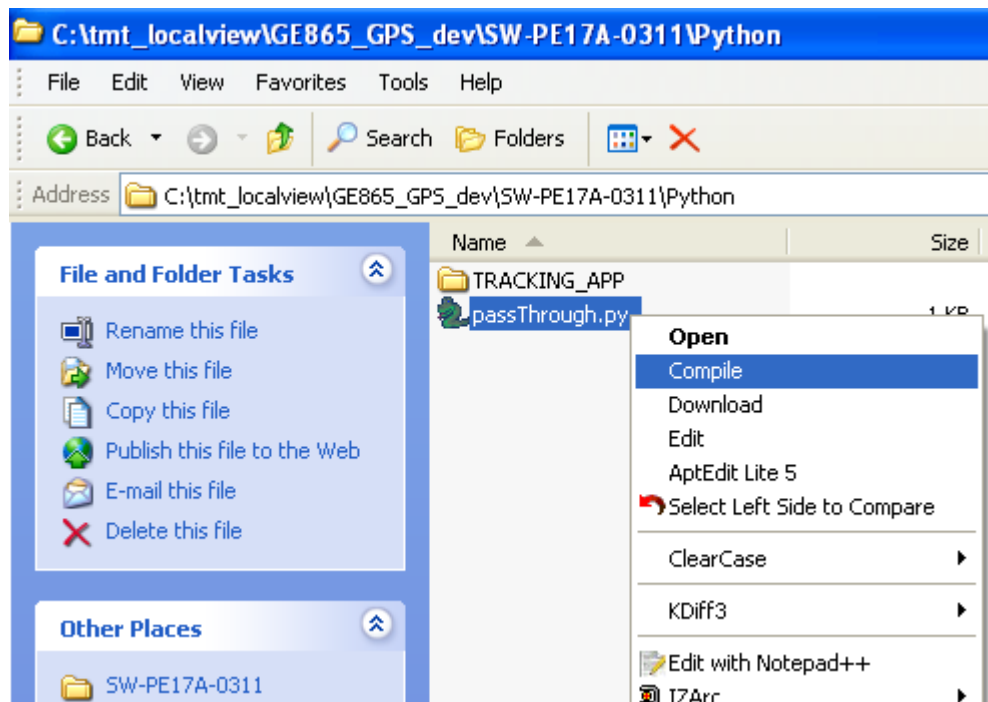 C:\tmt_localview\GE865_GPS_dev\SW-PE17A-0311\Python
File Edit View Favorites Tools Help
Back Search Folders
Address C:\tmt_localview\GE865_GPS_dev\SW-PE17A-0311\Python
Name Size
File and Folder Tasks
TRACKING_APP
passThrough.py 1 KB
Rename this file
Move this file
Copy this file
Publish this file to the Web
E-mail this file
Delete this file
Other Places
SW-PE17A-0311
Open
Compile
Download
Edit
AptEdit Lite 5
Select Left Side to Compare
ClearCase
KDiff3
Edit with Notepad++
IZArc